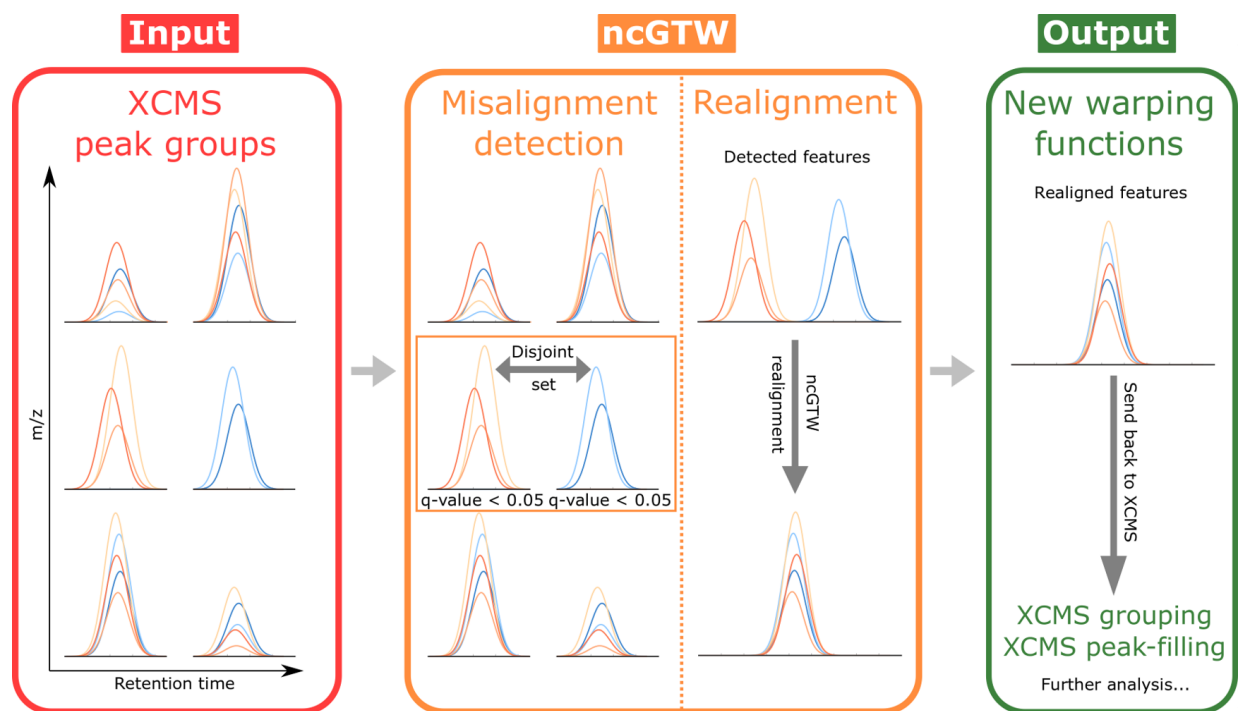 Input
XCMS
peak groups
m/z
Retention time
ncGTW
Misalignment
detection
Disjoint
set
q-value < 0.05
q-value < 0.05
Realignment
Detected features
ncGTW
realignment
Output
New warping
functions
Realigned features
Send back to XCMS
XCMS grouping
XCMS peak-filling
Further analysis...